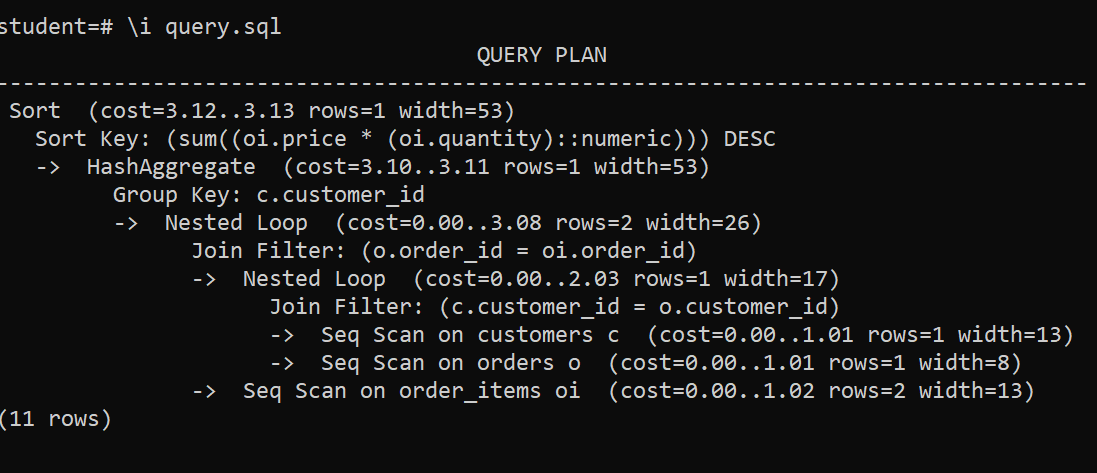 student=# \i query.sql
QUERY PLAN
--------------------------------------------------------------------------------------
Sort  (cost=3.12..3.13 rows=1 width=53)
  Sort Key: (sum((oi.price * (oi.quantity)::numeric))) DESC
  ->  HashAggregate  (cost=3.10..3.11 rows=1 width=53)
        Group Key: c.customer_id
        ->  Nested Loop  (cost=0.00..3.08 rows=2 width=26)
              Join Filter: (o.order_id = oi.order_id)
              ->  Nested Loop  (cost=0.00..2.03 rows=1 width=17)
                    Join Filter: (c.customer_id = o.customer_id)
                    ->  Seq Scan on customers c  (cost=0.00..1.01 rows=1 width=13)
                    ->  Seq Scan on orders o  (cost=0.00..1.01 rows=1 width=8)
              ->  Seq Scan on order_items oi  (cost=0.00..1.02 rows=2 width=13)
(11 rows)